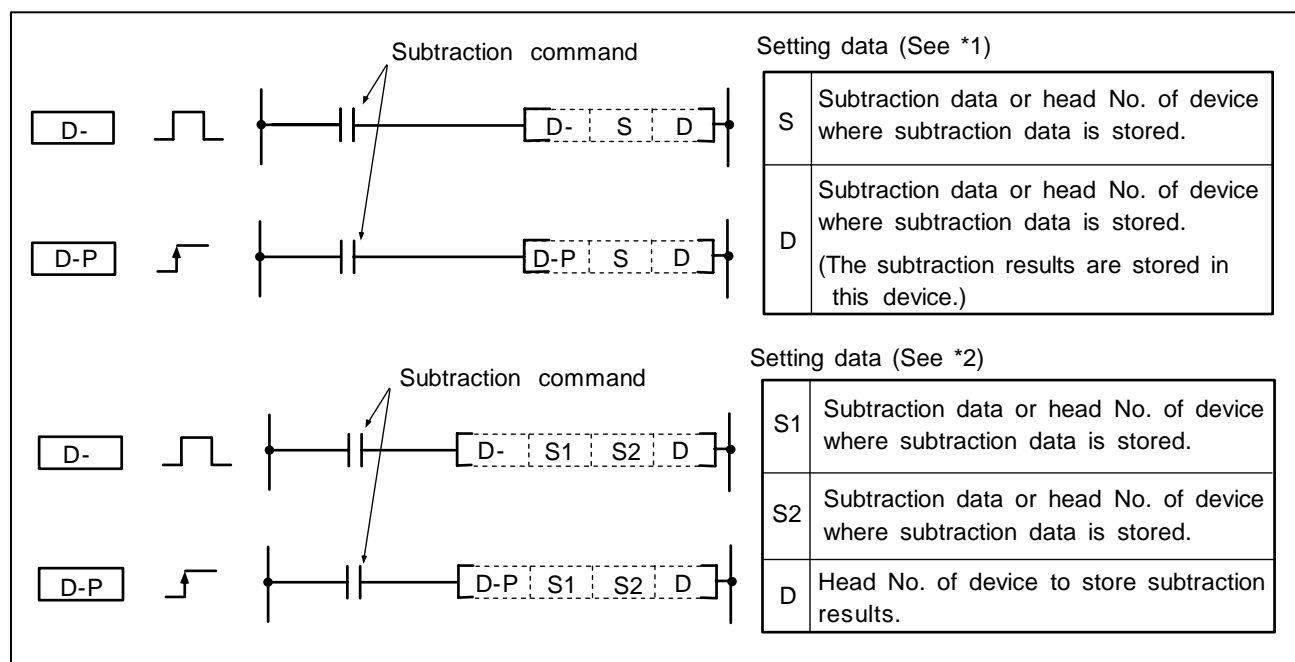 Subtraction command
D-
D- S D
D-P
D-P S D
Setting data (See *1)
S
Subtraction data or head No. of device
where subtraction data is stored.
D
Subtraction data or head No. of device
where subtraction data is stored.
(The subtraction results are stored in
this device.)
Subtraction command
D-
D- S1 S2 D
D-P
D-P S1 S2 D
Setting data (See *2)
S1
Subtraction data or head No. of device
where subtraction data is stored.
S2
Subtraction data or head No. of device
where subtraction data is stored.
D
Head No. of device to store subtraction
results.